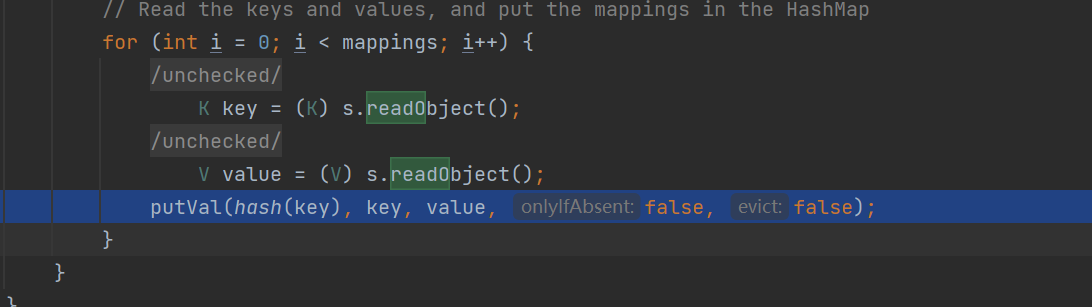 // Read the keys and values, and put the mappings in the HashMap
for (int i = 0; i < mappings; i++) {
/unchecked/
K key = (K) s.readObject();
/unchecked/
V value = (V) s.readObject();
putVal(hash(key), key, value, onlyIfAbsent: false, evict: false);
}
}
}